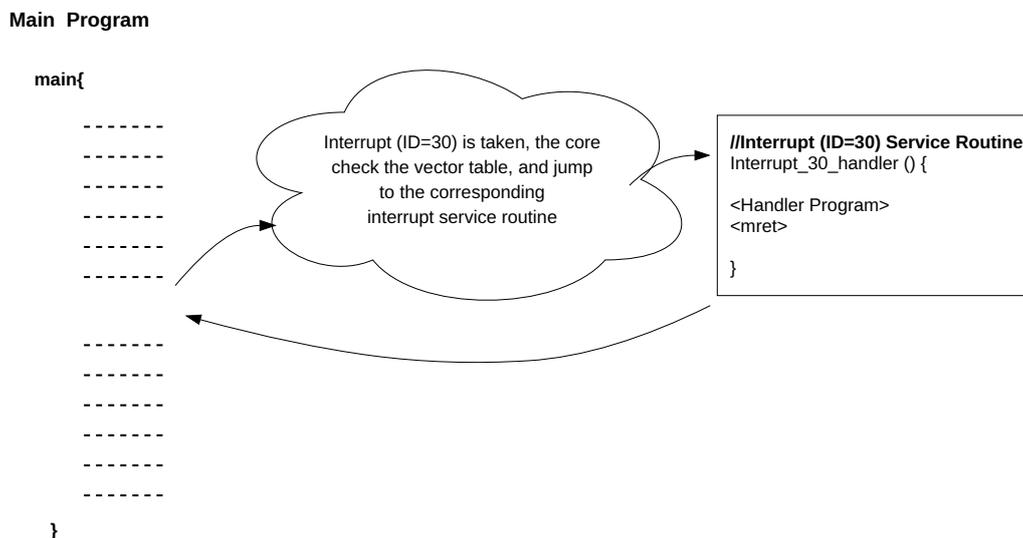 Main Program
main{
- - - - - - -
- - - - - - -
- - - - - - -
- - - - - - -
- - - - - - -
- - - - - - -
Interrupt (ID=30) is taken, the core
check the vector table, and jump
to the corresponding
interrupt service routine
//Interrupt (ID=30) Service Routine
Interrupt_30_handler () {
<Handler Program>
<mret>
}
- - - - - - -
- - - - - - -
- - - - - - -
- - - - - - -
- - - - - - -
- - - - - - -
}